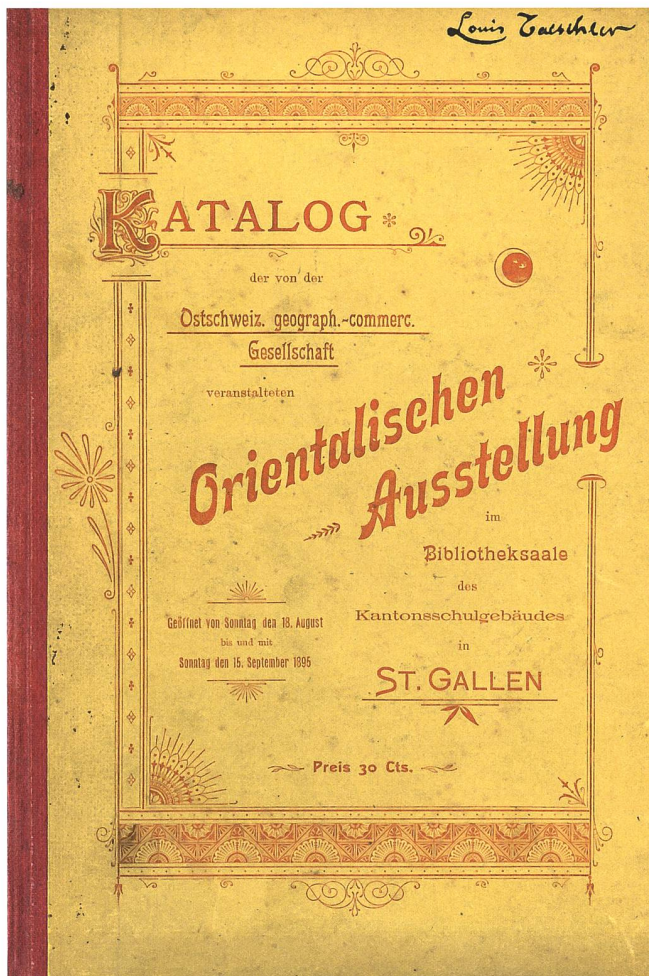 Louis Taeschler
KATALOG
der von der
Ostschweiz. geograph.-commerc.
Gesellschaft
veranstalteten
Orientalischen
Ausstellung
im
Bibliotheksaale
des
Kantonsschulgebäudes
in
ST. GALLEN
Geöffnet von Sonntag den 18. August
bis und mit
Sonntag den 15. September 1895
Preis 30 Cts.